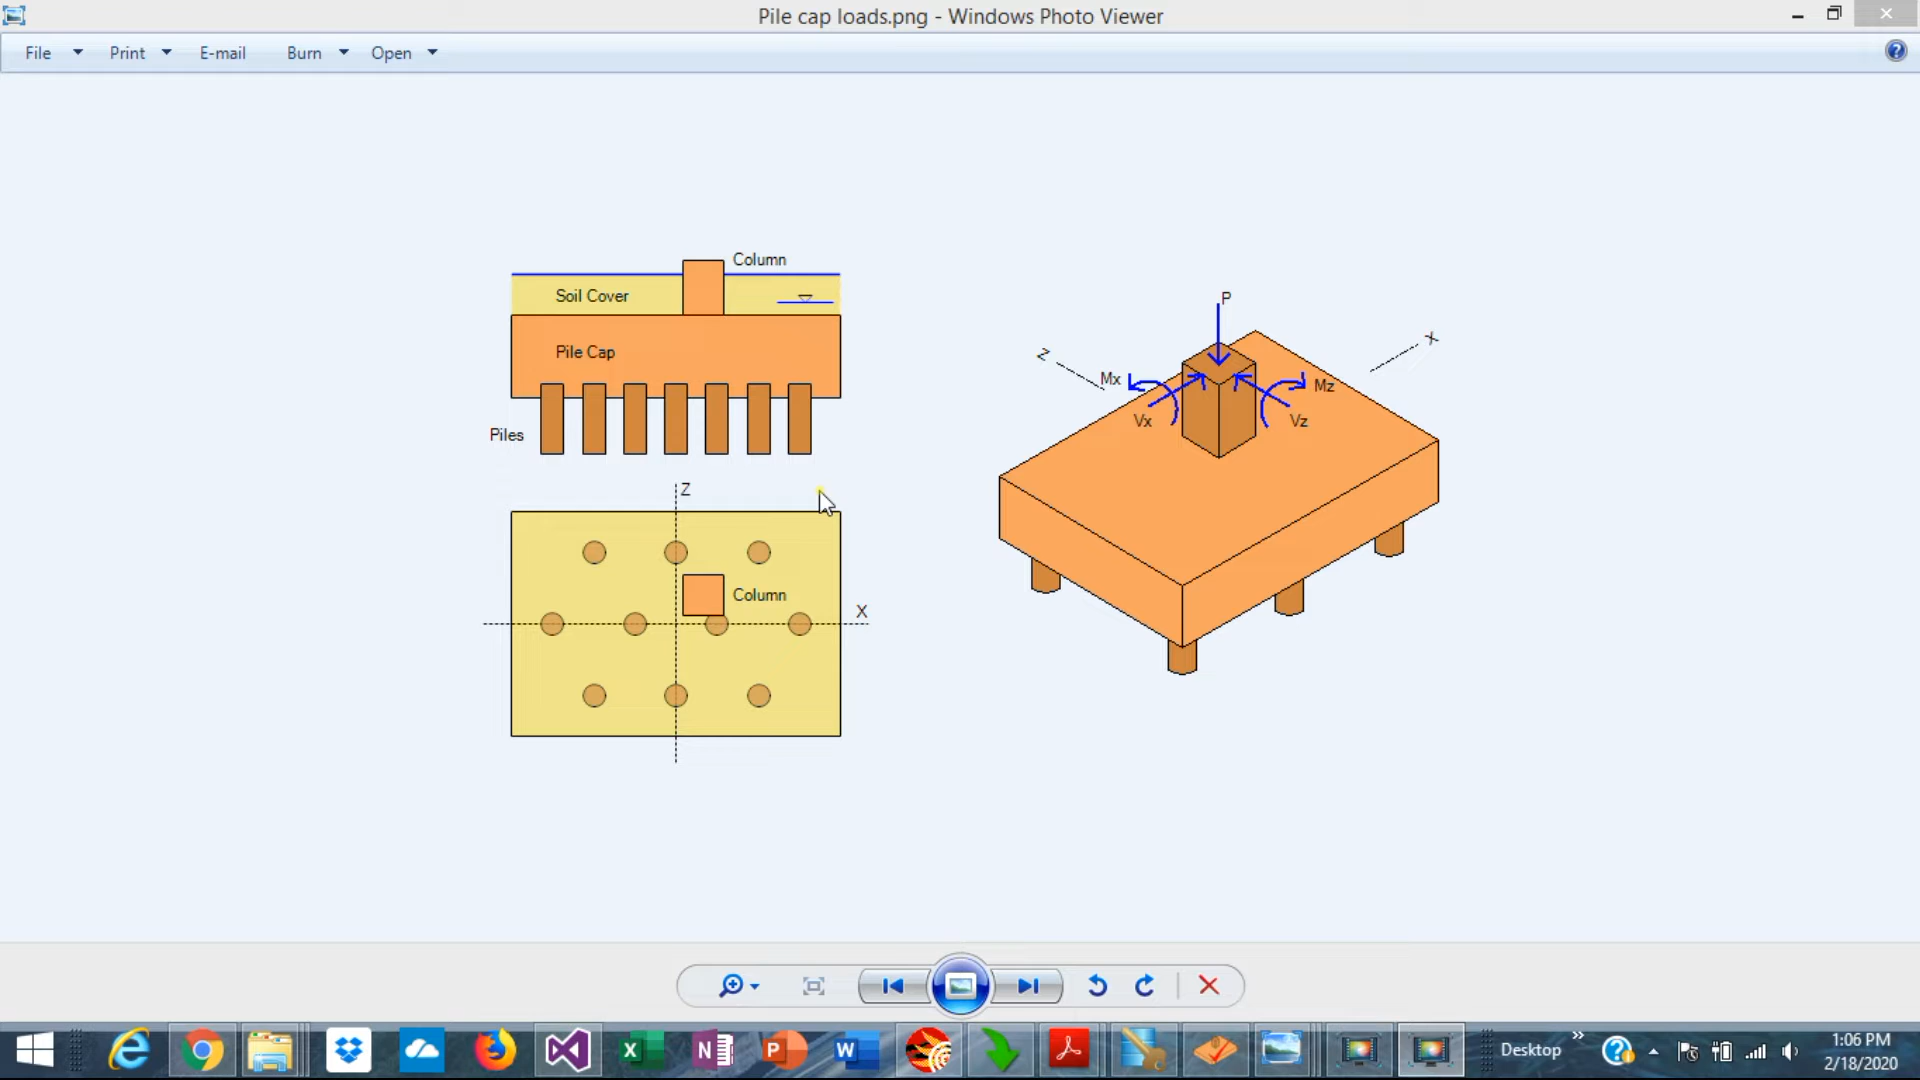 Pile cap loads.png - Windows Photo Viewer
File Print E-mail Burn Open
?
Column
Soil Cover
Pile Cap
Piles
Z
Column
X
P
Z
X
Mx
Mz
Vx
Vz
Desktop
1:06 PM
2/18/2020